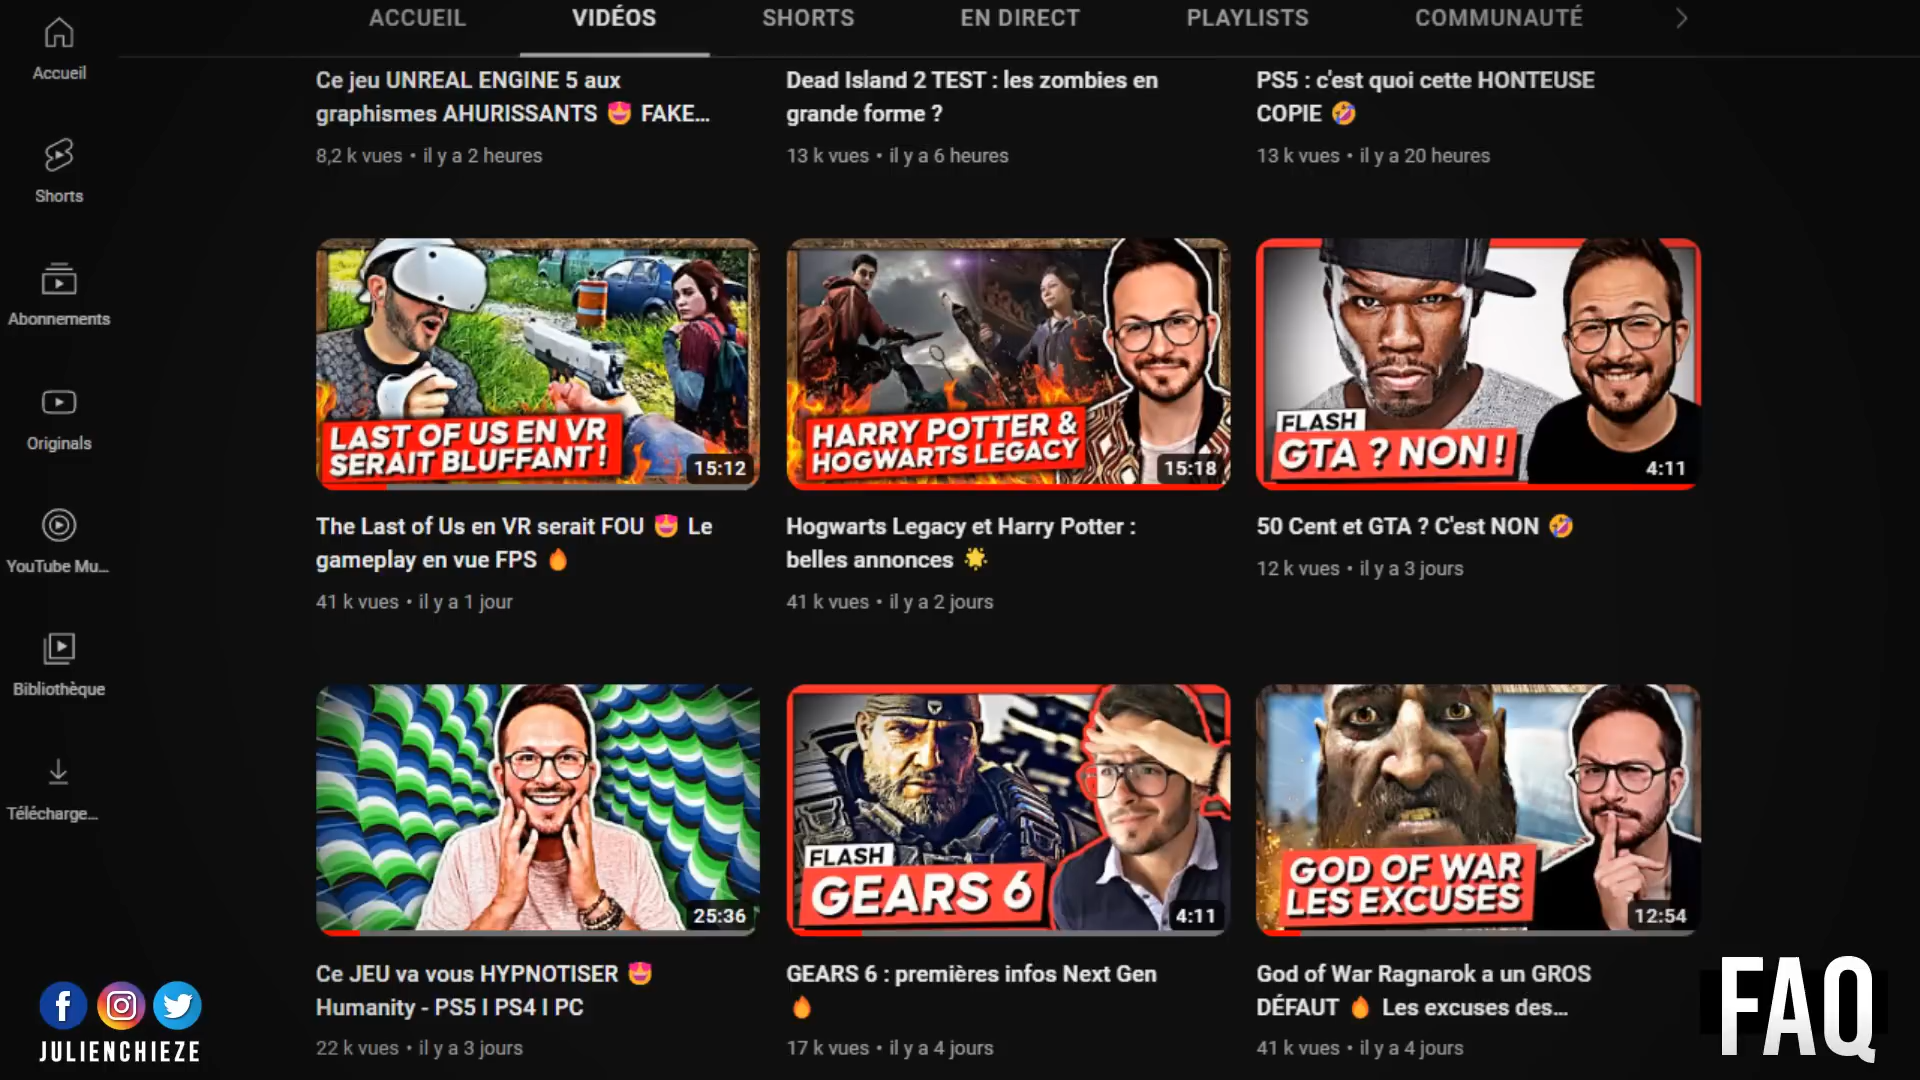 ACCUEIL
VIDÉOS
SHORTS
EN DIRECT
PLAYLISTS
COMMUNAUTÉ
Accueil
Shorts
Abonnements
Originals
YouTube Mu...
Bibliothèque
Télécharge...
Ce jeu UNREAL ENGINE 5 aux
graphismes AHURISSANTS 😍 FAKE...
8,2 k vues • il y a 2 heures
Dead Island 2 TEST : les zombies en
grande forme ?
13 k vues • il y a 6 heures
PS5 : c'est quoi cette HONTEUSE
COPIE 🤣
13 k vues • il y a 20 heures
LAST OF US EN VR
SERAIT BLUFFANT !
15:12
The Last of Us en VR serait FOU 😍 Le
gameplay en vue FPS 🔥
41 k vues • il y a 1 jour
HARRY POTTER &
HOGWARTS LEGACY
15:18
Hogwarts Legacy et Harry Potter :
belles annonces 🌟
41 k vues • il y a 2 jours
FLASH
GTA ? NON !
4:11
50 Cent et GTA ? C'est NON 🤣
12 k vues • il y a 3 jours
25:36
Ce JEU va vous HYPNOTISER 😍
Humanity - PS5 I PS4 I PC
22 k vues • il y a 3 jours
FLASH
GEARS 6
4:11
GEARS 6 : premières infos Next Gen
🔥
17 k vues • il y a 4 jours
GOD OF WAR
LES EXCUSES
12:54
God of War Ragnarok a un GROS
DÉFAUT 🔥 Les excuses des...
41 k vues • il y a 4 jours
JULIENCHIEZE
FAQ